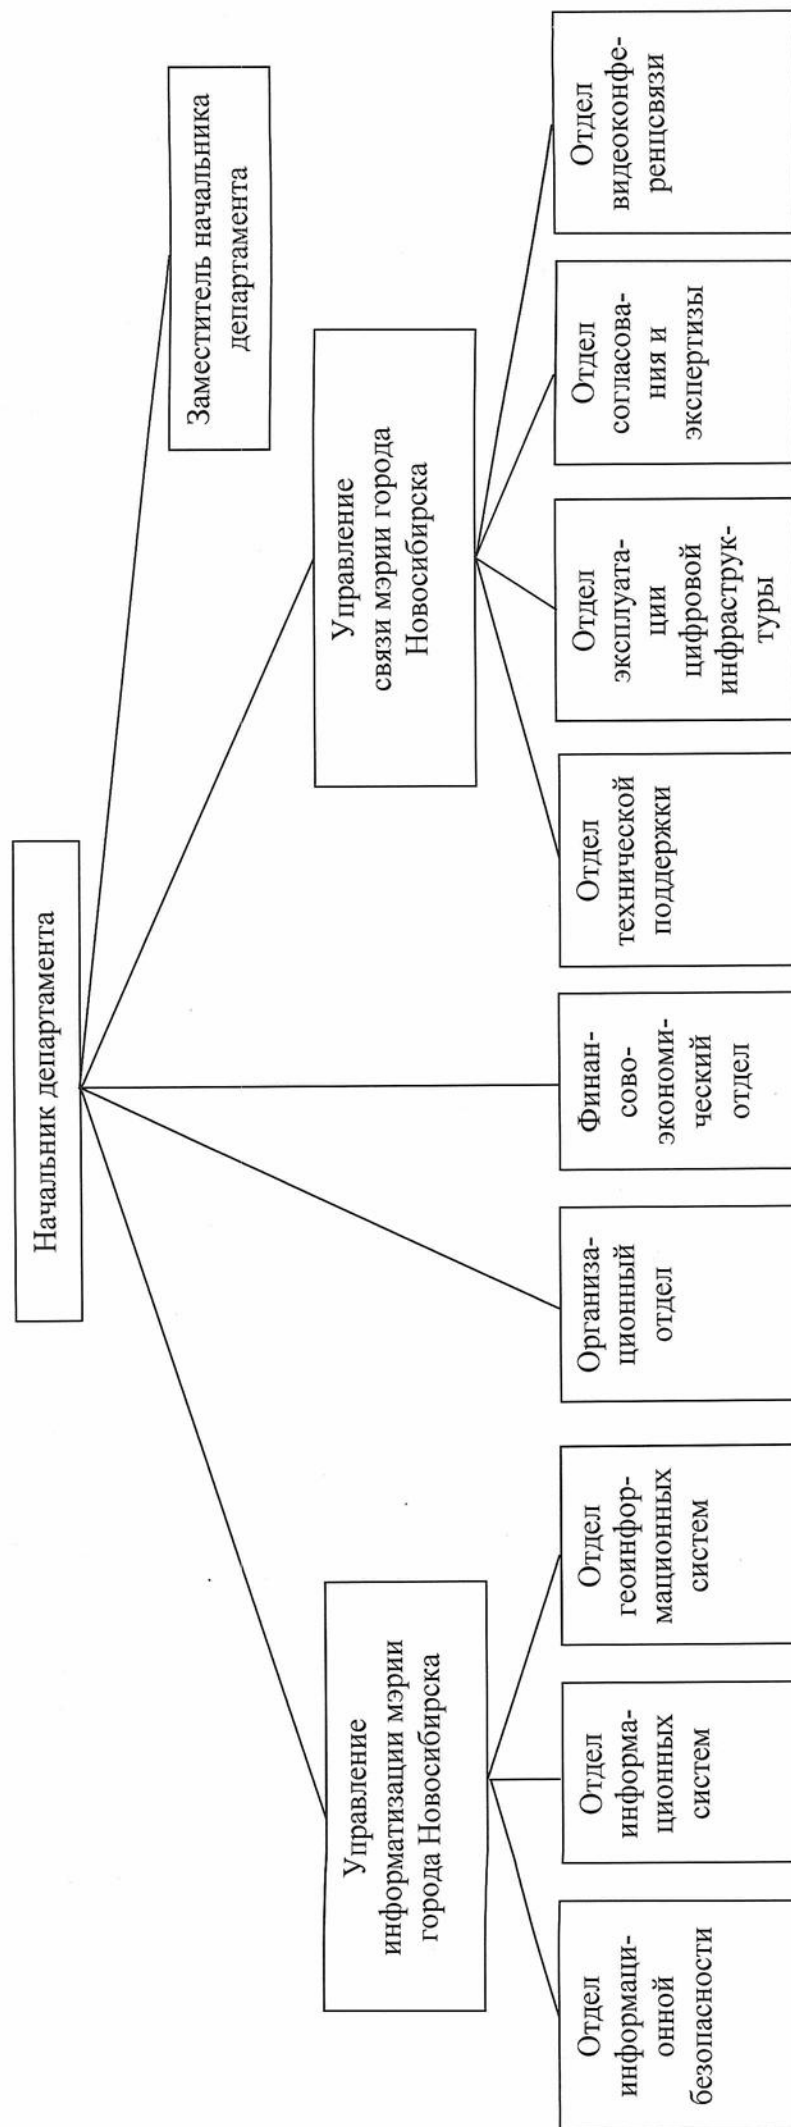 Начальник департамента
Заместитель начальника
департамента
Управление
информатизации мэрии
города Новосибирска
Управление
связи мэрии города
Новосибирска
Отдел
информаци-
онной
безопасности
Отдел
информа-
ционных
систем
Отдел
геоинфор-
мационных
систем
Организа-
ционный
отдел
Финан-
сово-
экономи-
ческий
отдел
Отдел
технической
поддержки
Отдел
эксплуата-
ции
цифровой
инфраструк-
туры
Отдел
согласова-
ния и
экспертизы
Отдел
видеоконфе-
ренцсвязи